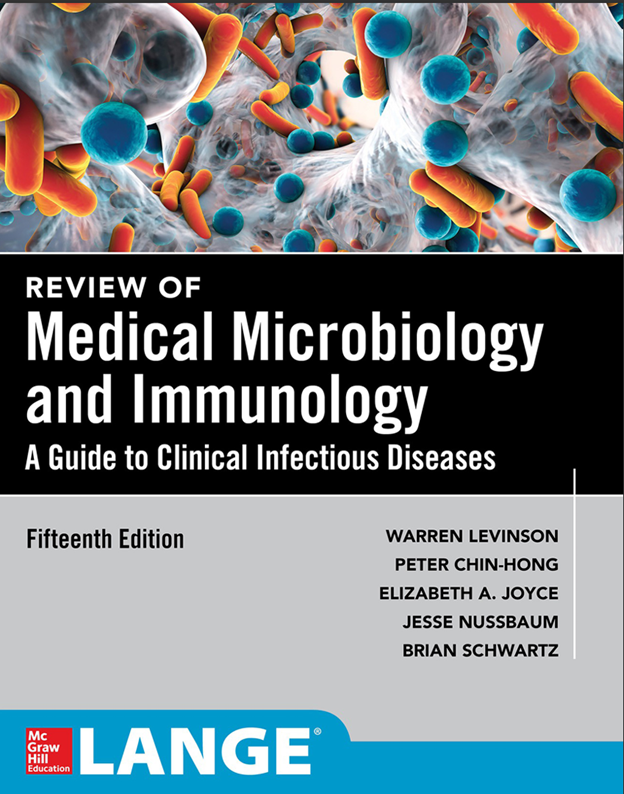 REVIEW OF
Medical Microbiology
and Immunology
A Guide to Clinical Infectious Diseases
Fifteenth Edition
WARREN LEVINSON
PETER CHIN-HONG
ELIZABETH A. JOYCE
JESSE NUSSBAUM
BRIAN SCHWARTZ
Mc
Graw
Hill
Education
LANGE®